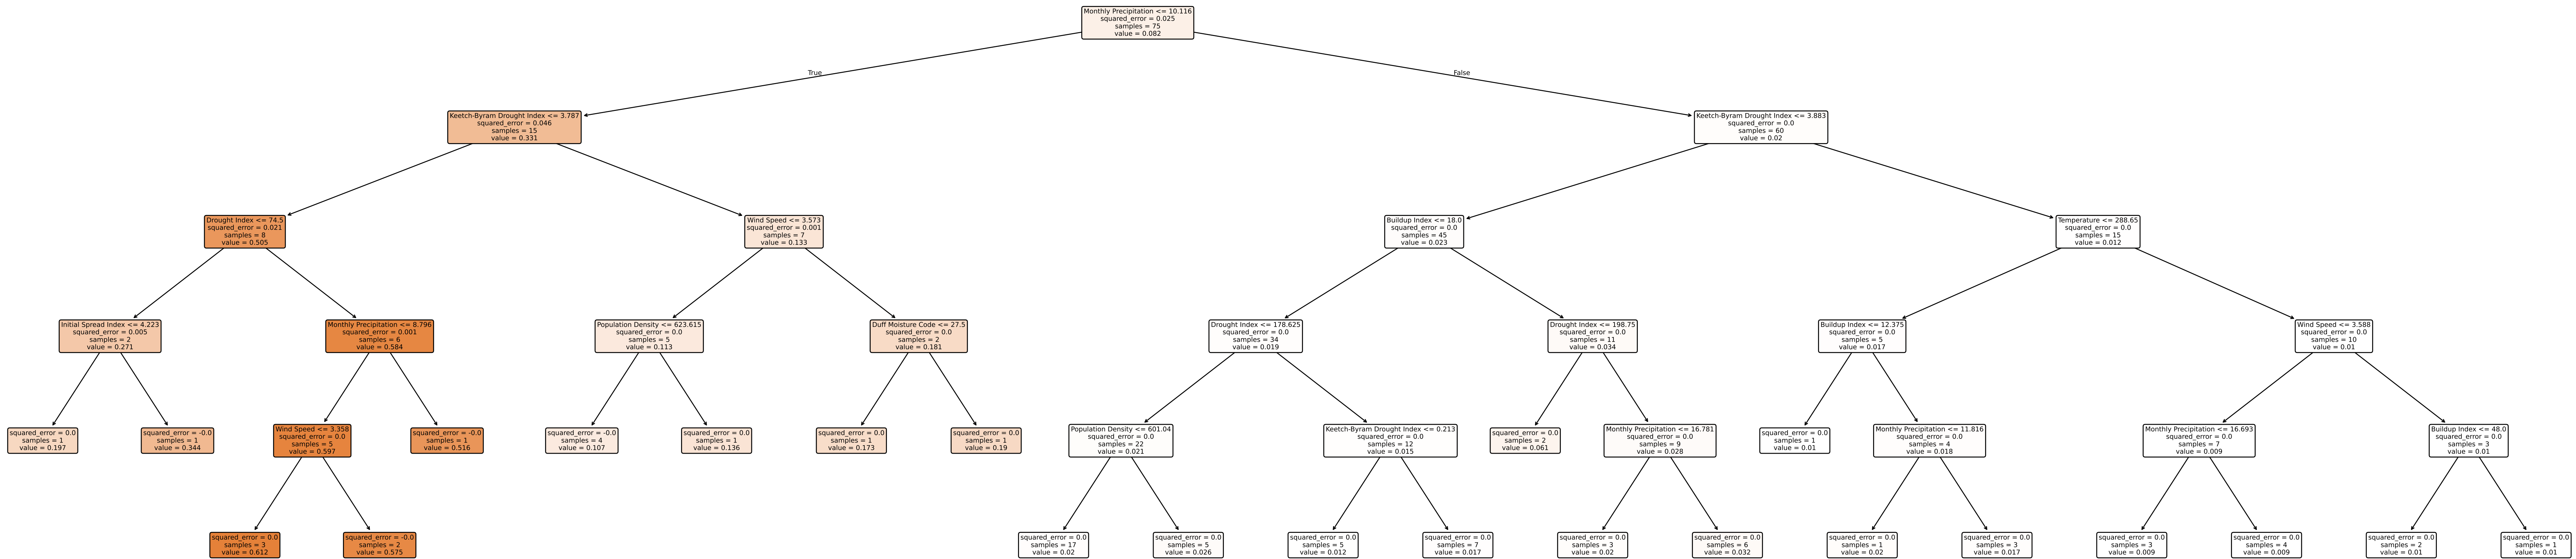 Monthly Precipitation <= 10.116
squared_error = 0.025
samples = 75
value = 0.082
True
False
Keetch-Byram Drought Index <= 3.787
squared_error = 0.046
samples = 15
value = 0.331
Keetch-Byram Drought Index <= 3.883
squared_error = 0.0
samples = 60
value = 0.02
Drought Index <= 74.5
squared_error = 0.021
samples = 8
value = 0.505
Wind Speed <= 3.573
squared_error = 0.001
samples = 7
value = 0.133
Buildup Index <= 18.0
squared_error = 0.0
samples = 45
value = 0.023
Temperature <= 288.65
squared_error = 0.0
samples = 15
value = 0.012
Initial Spread Index <= 4.223
squared_error = 0.005
samples = 2
value = 0.271
Monthly Precipitation <= 8.796
squared_error = 0.001
samples = 6
value = 0.584
Population Density <= 623.615
squared_error = 0.0
samples = 5
value = 0.113
Duff Moisture Code <= 27.5
squared_error = 0.0
samples = 2
value = 0.181
Drought Index <= 178.625
squared_error = 0.0
samples = 34
value = 0.019
Drought Index <= 198.75
squared_error = 0.0
samples = 11
value = 0.034
Buildup Index <= 12.375
squared_error = 0.0
samples = 5
value = 0.017
Wind Speed <= 3.588
squared_error = 0.0
samples = 10
value = 0.01
squared_error = 0.0
samples = 1
value = 0.197
squared_error = -0.0
samples = 1
value = 0.344
Wind Speed <= 3.358
squared_error = 0.0
samples = 5
value = 0.597
squared_error = -0.0
samples = 1
value = 0.516
squared_error = -0.0
samples = 4
value = 0.107
squared_error = 0.0
samples = 1
value = 0.136
squared_error = 0.0
samples = 1
value = 0.173
squared_error = 0.0
samples = 1
value = 0.19
Population Density <= 601.04
squared_error = 0.0
samples = 22
value = 0.021
Keetch-Byram Drought Index <= 0.213
squared_error = 0.0
samples = 12
value = 0.015
squared_error = 0.0
samples = 2
value = 0.061
Monthly Precipitation <= 16.781
squared_error = 0.0
samples = 9
value = 0.028
squared_error = 0.0
samples = 1
value = 0.01
Monthly Precipitation <= 11.816
squared_error = 0.0
samples = 4
value = 0.018
Monthly Precipitation <= 16.693
squared_error = 0.0
samples = 7
value = 0.009
Buildup Index <= 48.0
squared_error = 0.0
samples = 3
value = 0.01
squared_error = 0.0
samples = 3
value = 0.612
squared_error = -0.0
samples = 2
value = 0.575
squared_error = 0.0
samples = 17
value = 0.02
squared_error = 0.0
samples = 5
value = 0.026
squared_error = 0.0
samples = 5
value = 0.012
squared_error = 0.0
samples = 7
value = 0.017
squared_error = 0.0
samples = 3
value = 0.02
squared_error = 0.0
samples = 6
value = 0.032
squared_error = 0.0
samples = 1
value = 0.02
squared_error = 0.0
samples = 3
value = 0.017
squared_error = 0.0
samples = 3
value = 0.009
squared_error = 0.0
samples = 4
value = 0.009
squared_error = 0.0
samples = 2
value = 0.01
squared_error = 0.0
samples = 1
value = 0.01